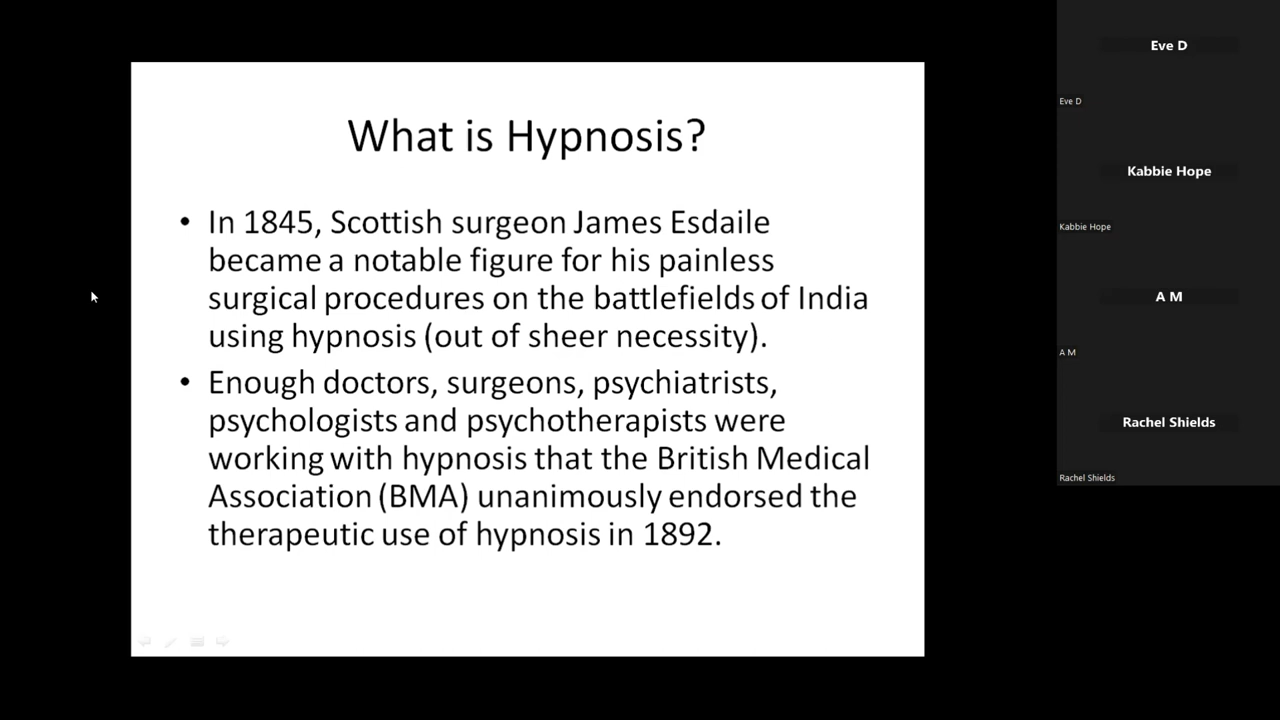 What is Hypnosis?
• In 1845, Scottish surgeon James Esdaile
became a notable figure for his painless
surgical procedures on the battlefields of India
using hypnosis (out of sheer necessity).
• Enough doctors, surgeons, psychiatrists,
psychologists and psychotherapists were
working with hypnosis that the British Medical
Association (BMA) unanimously endorsed the
therapeutic use of hypnosis in 1892.
Eve D
Eve D
Kabbie Hope
Kabbie Hope
A M
A M
Rachel Shields
Rachel Shields